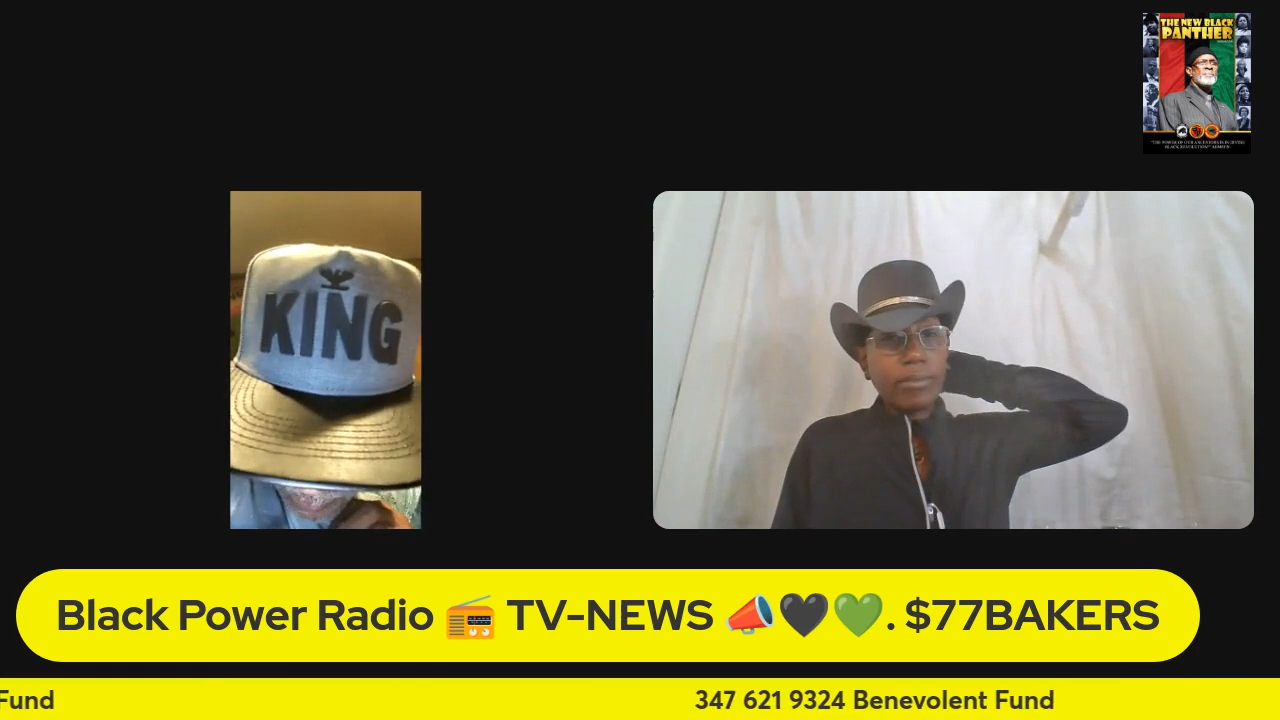 THE NEW BLACK
PANTHER
KING
Black Power Radio 📻 TV-NEWS 📣🖤💚. $77BAKERS
Fund
347 621 9324 Benevolent Fund